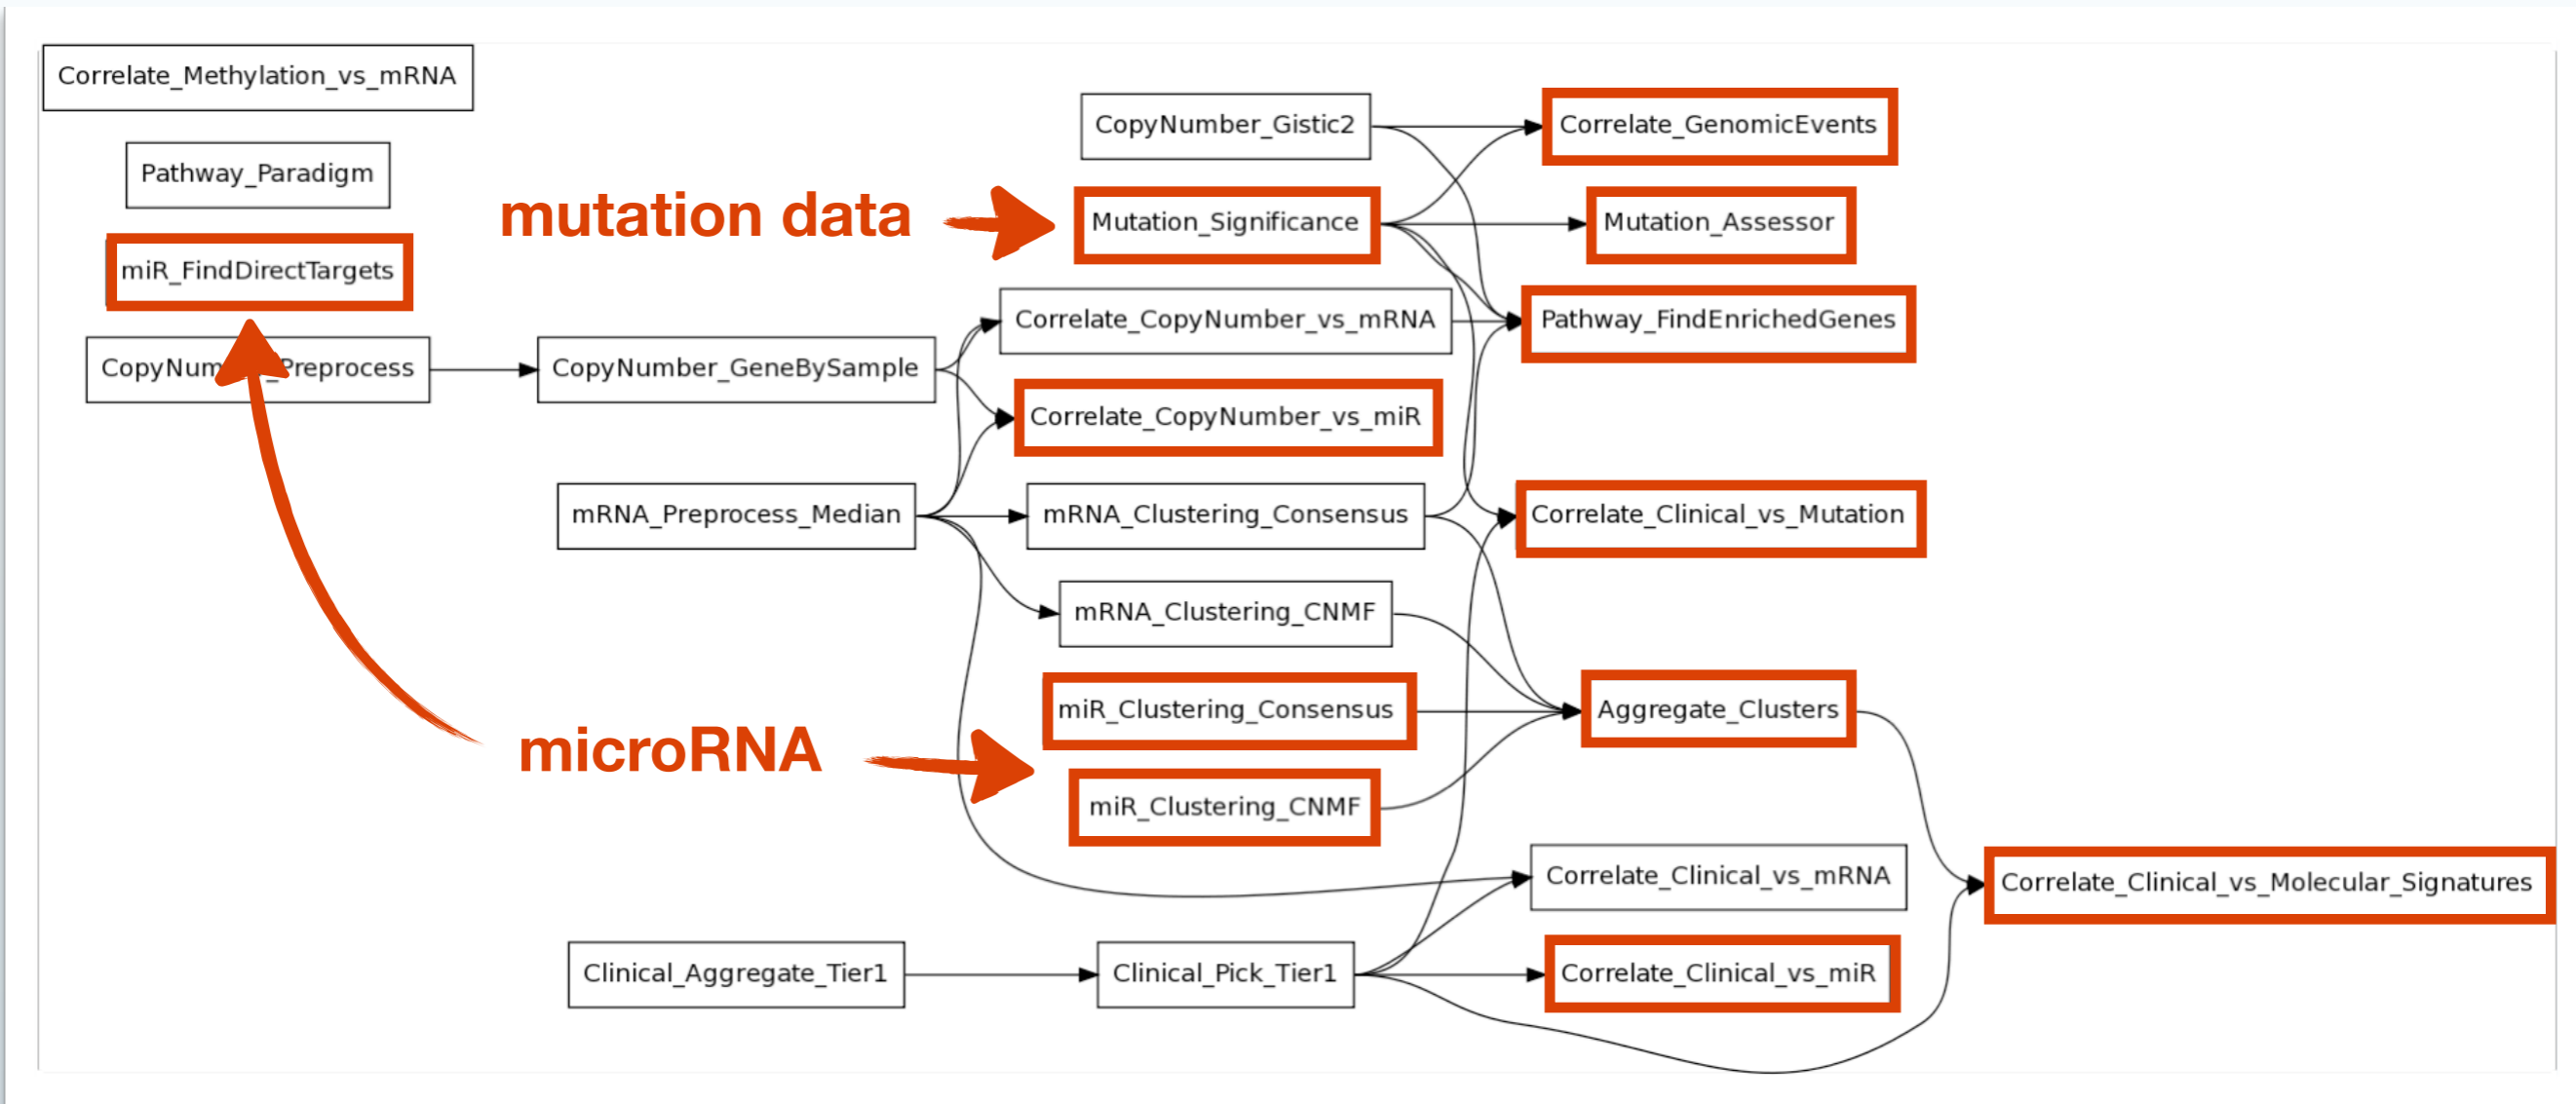 Correlate_Methylation_vs_mRNA
Pathway_Paradigm
miR_FindDirectTargets
CopyNum Preprocess
mutation data
microRNA
CopyNumber_GeneBySample
mRNA_Preprocess_Median
Clinical_Aggregate_Tier1
CopyNumber_Gistic2
Mutation_Significance
Correlate_CopyNumber_vs_mRNA
Correlate_CopyNumber_vs_miR
mRNA_Clustering_Consensus
mRNA_Clustering_CNMF
miR_Clustering_Consensus
miR_Clustering_CNMF
Clinical_Pick_Tier1
Correlate_GenomicEvents
Mutation_Assessor
Pathway_FindEnrichedGenes
Correlate_Clinical_vs_Mutation
Aggregate_Clusters
Correlate_Clinical_vs_mRNA
Correlate_Clinical_vs_miR
Correlate_Clinical_vs_Molecular_Signatures